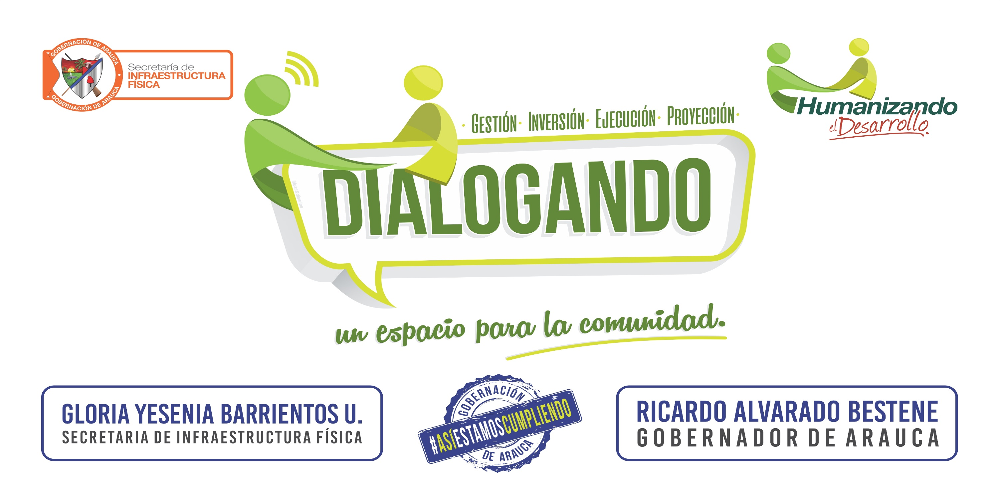 GOBERNACIÓN DE ARAUCA
GOBERNACIÓN DE ARAUCA
Secretaría de
INFRAESTRUCTURA
FÍSICA
Humanizando
el Desarrollo.
· GESTIÓN · INVERSIÓN · EJECUCIÓN · PROYECCIÓN ·
DIALOGANDO
ideas&diseños
un espacio para la comunidad.
GLORIA YESENIA BARRIENTOS U.
SECRETARIA DE INFRAESTRUCTURA FÍSICA
GOBERNACIÓN
#ASÍESTAMOSCUMPLIENDO
DE ARAUCA
RICARDO ALVARADO BESTENE
GOBERNADOR DE ARAUCA